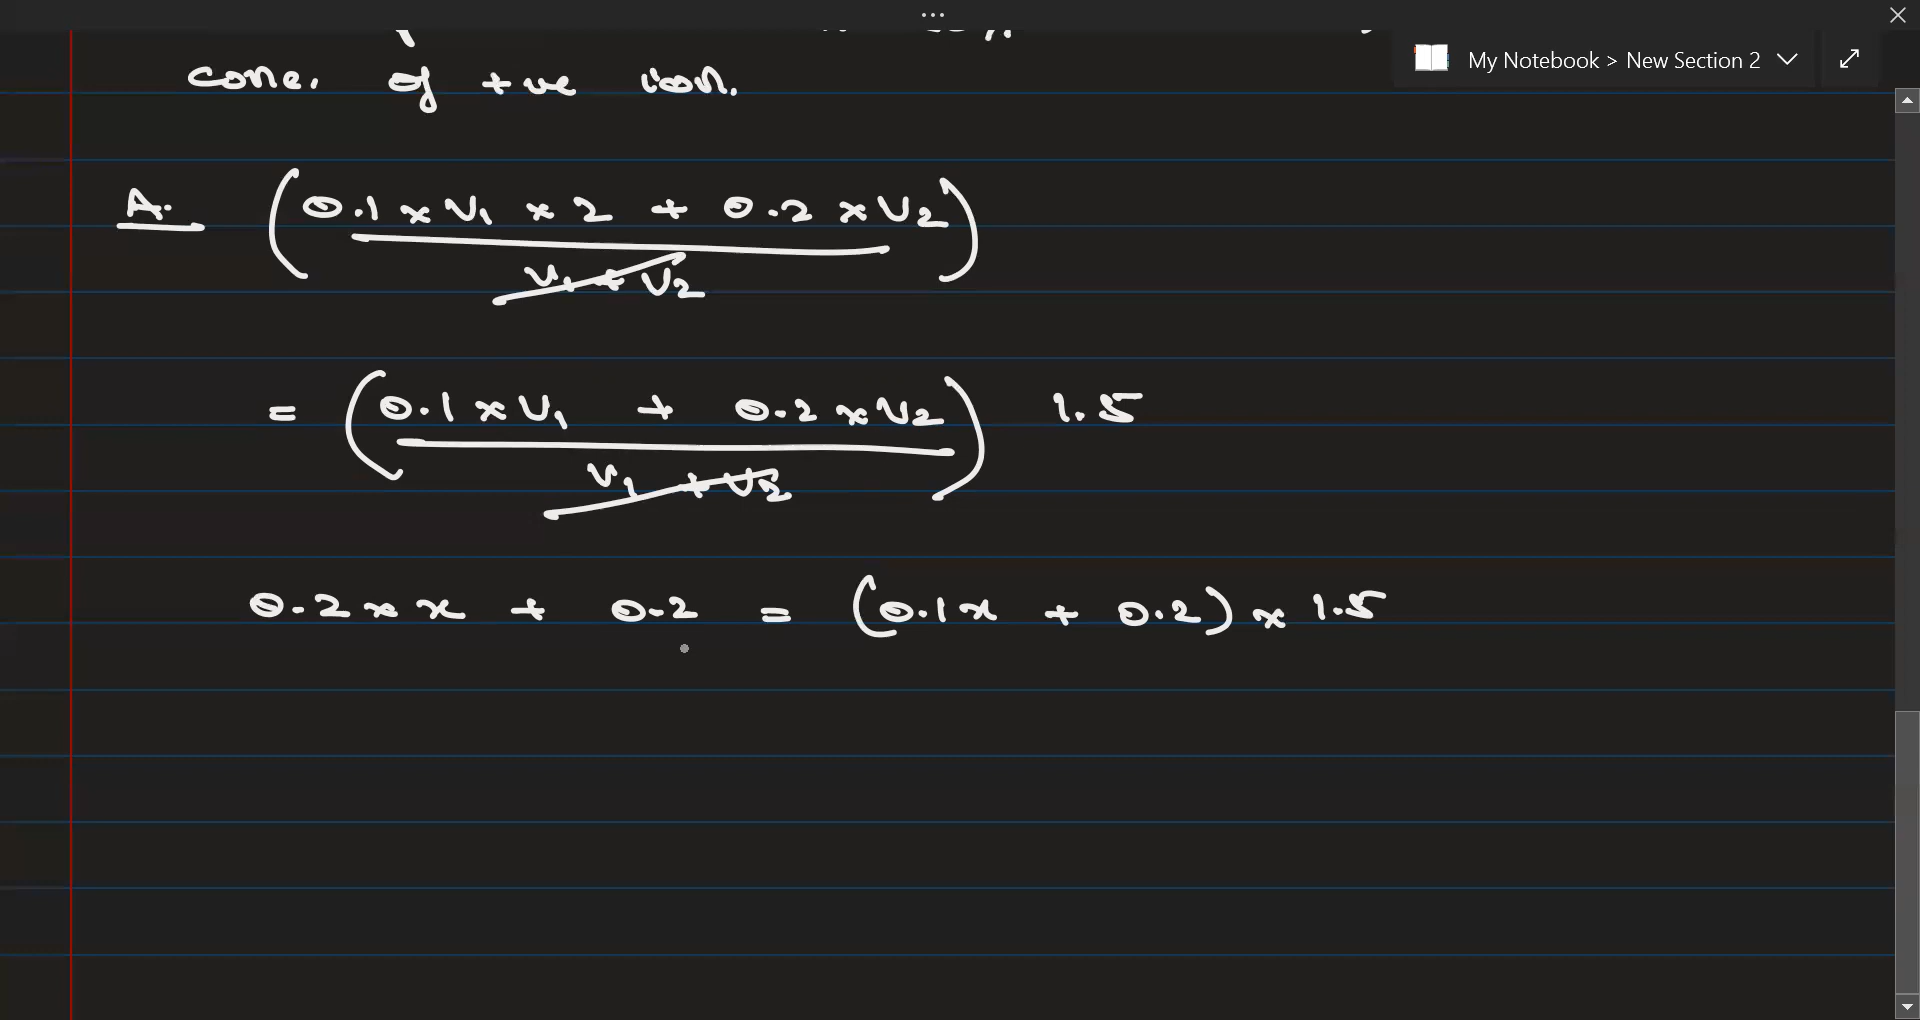 ...
My Notebook > New Section 2
conc. of +ve ion.
A. (0.1 × V₁ × 2 + 0.2 × V₂)
V₁ + V₂
= (0.1 × V₁ + 0.2 × V₂) 1.5
V₁ + V₂
0.2 × x + 0.2 = (0.1x + 0.2) × 1.5